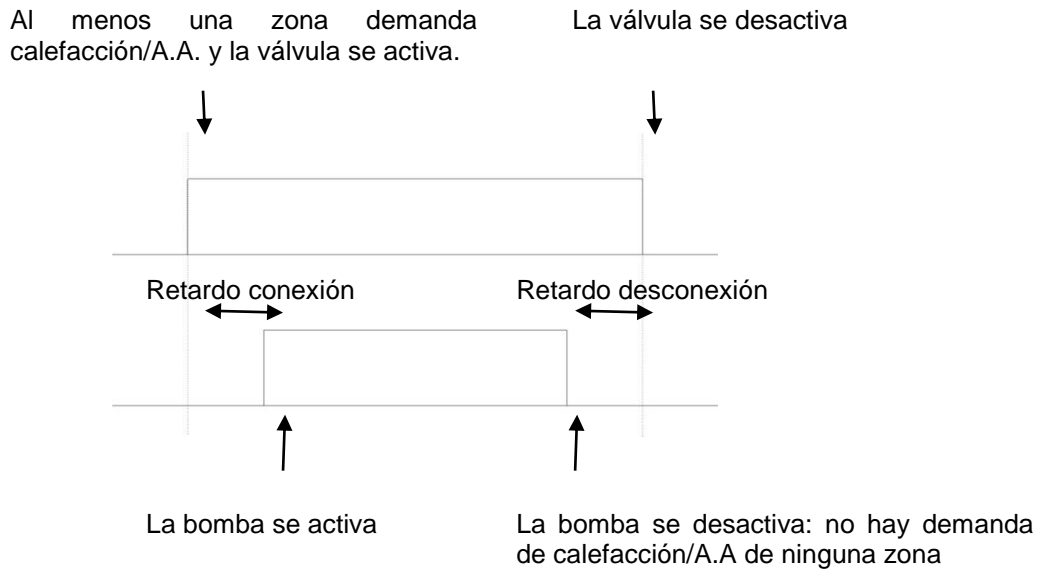 Al menos una zona demanda
calefacción/A.A. y la válvula se activa.
La válvula se desactiva
Retardo conexión
Retardo desconexión
La bomba se activa
La bomba se desactiva: no hay demanda
de calefacción/A.A de ninguna zona